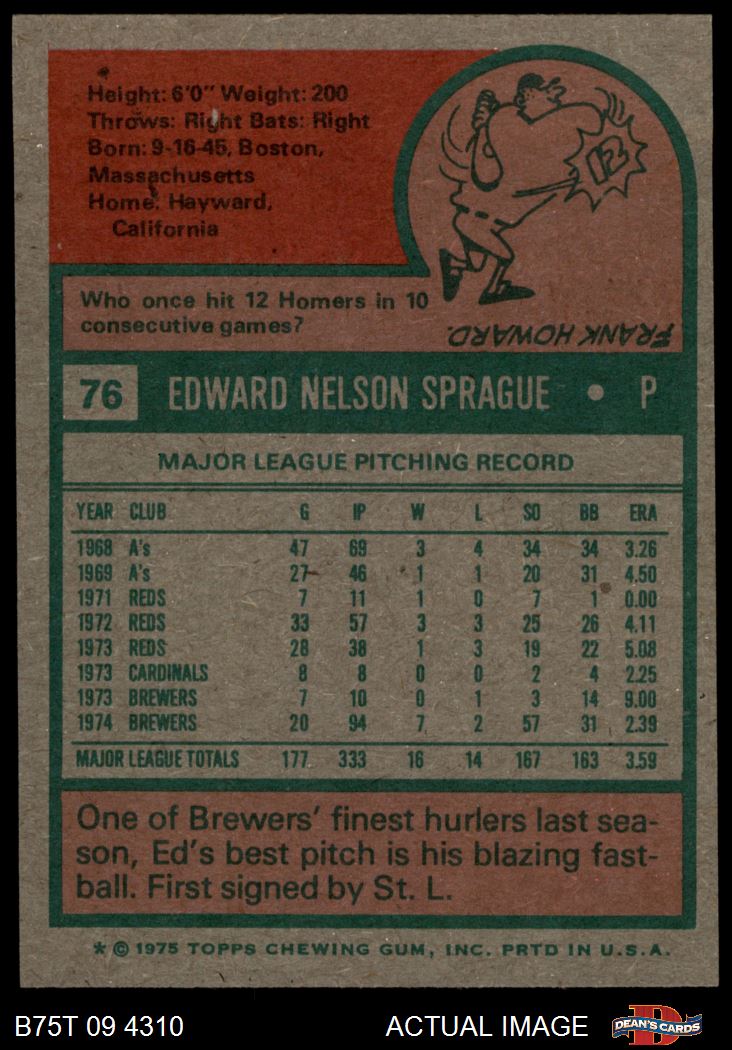 Height: 6'0" Weight: 200
Throws: Right Bats: Right
Born: 9-16-45, Boston,
Massachusetts
Home: Hayward,
California
12
Who once hit 12 Homers in 10
consecutive games?
FRANK HOWARD.
76 EDWARD NELSON SPRAGUE • P
MAJOR LEAGUE PITCHING RECORD
YEAR CLUB G IP W L SO BB ERA
1968 A's 47 69 3 4 34 34 3.26
1969 A's 27 46 1 1 20 31 4.50
1971 REDS 7 11 1 0 7 1 0.00
1972 REDS 33 57 3 3 25 26 4.11
1973 REDS 28 38 1 3 19 22 5.08
1973 CARDINALS 8 8 0 0 2 4 2.25
1973 BREWERS 7 10 0 1 3 14 9.00
1974 BREWERS 20 94 7 2 57 31 2.39
MAJOR LEAGUE TOTALS 177 333 16 14 167 163 3.59
One of Brewers' finest hurlers last sea-
son, Ed's best pitch is his blazing fast-
ball. First signed by St. L.
* © 1975 TOPPS CHEWING GUM, INC. PRTD IN U.S.A.
B75T 09 4310 ACTUAL IMAGE
D
DEAN'S CARDS